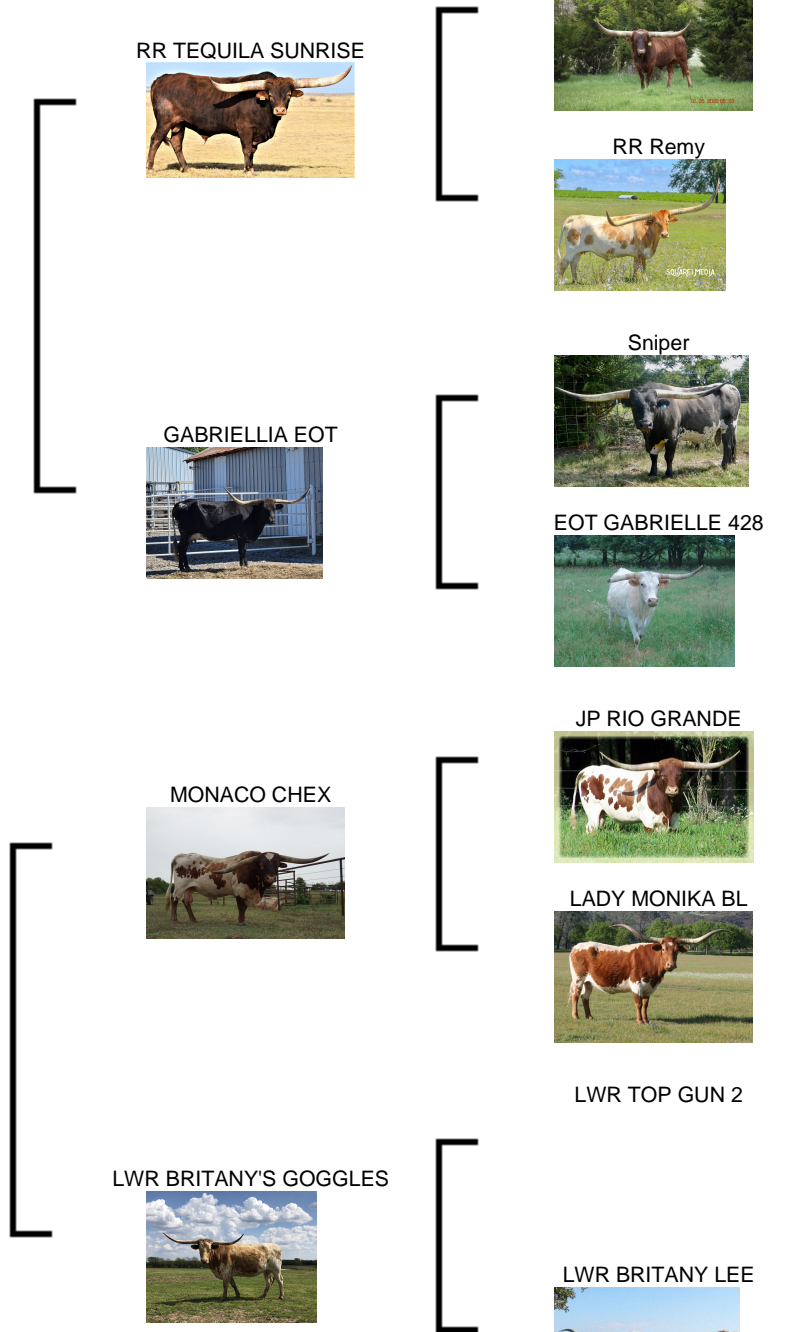 RR TEQUILA SUNRISE
RR Remy
SQUARE1MEDIA
Sniper
GABRIELLIA EOT
EOT GABRIELLE 428
JP RIO GRANDE
MONACO CHEX
LADY MONIKA BL
LWR TOP GUN 2
LWR BRITANY'S GOGGLES
LWR BRITANY LEE